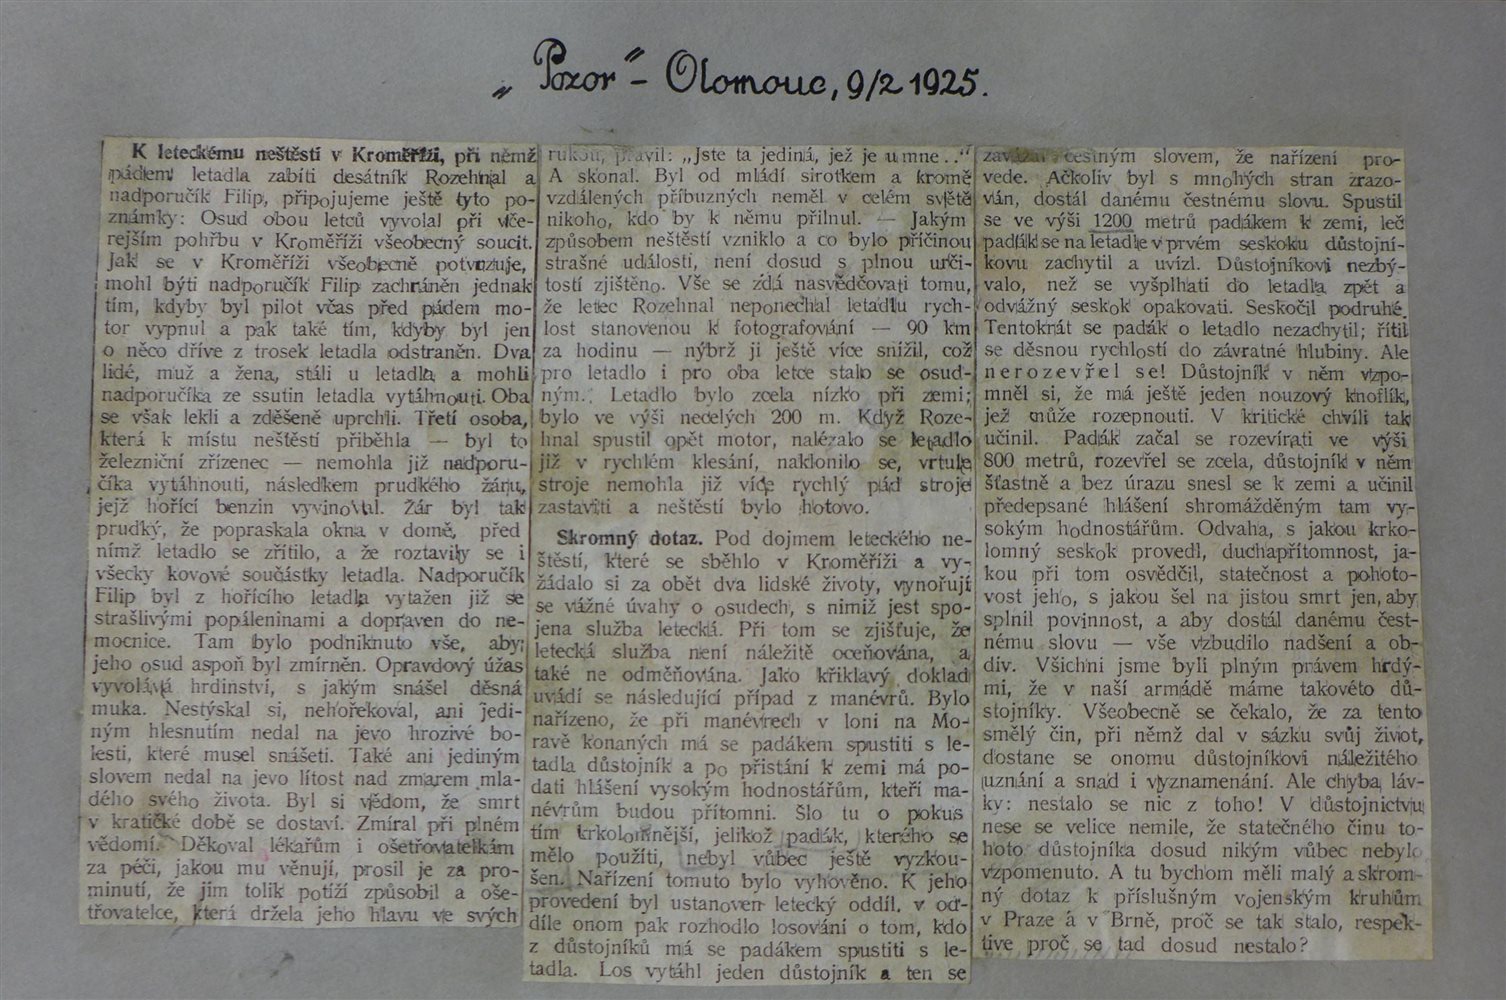 „Pozor” – Olomouc, 9/2 1925.
K leteckému neštěstí v Kroměříži, při němž
pádem letadla zabiti desátník Rozehnal a
nadporučík Filip, připojujeme ještě tyto po-
známky: Osud obou letců vyvolal při vče-
rejším pohřbu v Kroměříži všeobecný soucit.
Jak se v Kroměříži všeobecně potvrzuje,
mohl býti nadporučík Filip zachráněn jednak
tím, kdyby byl pilot včas před pádem mo-
tor vypnul a pak také tím, kdyby byl jen
o něco dříve z trosek letadla odstraněn. Dva
lidé, muž a žena, stáli u letadla a mohli
nadporučíka ze ssutin letadla vytáhnouti. Oba
se však lekli a zděšeně uprchli. Třetí osoba,
která k místu neštěstí přiběhla — byl to
železniční zřízenec — nemohla již nadporu-
číka vytáhnouti, následkem prudkého žáru,
jejž hořící benzin vyvinoval. Žár byl tak
prudký, že popraskala okna v domě, před
nímž letadlo se zřítilo, a že roztavily se i
všecky kovové součástky letadla. Nadporučík
Filip byl z hořícího letadla vytažen již se
strašlivými popáleninami a dopraven do ne-
mocnice. Tam bylo podniknuto vše, aby
jeho osud aspoň byl zmírněn. Opravdový úžas
vyvolává hrdinství, s jakým snášel děsná
muka. Nestýskal si, nehořekoval, ani jedi-
ným hlesnutím nedal na jevo hrozivé bo-
lesti, které musel snášeti. Také ani jediným
slovem nedal na jevo lítost nad zmarem mla-
dého svého života. Byl si vědom, že smrt
v kratičké době se dostaví. Zmíral při plném
vědomí. Děkoval lékařům i ošetřovatelkám
za péči, jakou mu věnují, prosil je za pro-
minutí, že jim tolik potíží způsobil a oše-
třovatelce, která držela jeho hlavu ve svých
rukou, pravil: „Jste ta jediná, jež je u mne . .“
A skonal. Byl od mládí sirotkem a kromě
vzdálených příbuzných neměl v celém světě
nikoho, kdo by k němu přilnul. — Jakým
způsobem neštěstí vzniklo a co bylo příčinou
strašné události, není dosud s plnou urči-
tostí zjištěno. Vše se zdá nasvědčovati tomu,
že letec Rozehnal neponechal letadlu rych-
lost stanovenou k fotografování — 90 km
za hodinu — nýbrž ji ještě více snížil, což
pro letadlo i pro oba letce stalo se osud-
ným. Letadlo bylo zcela nízko při zemi;
bylo ve výši necelých 200 m. Když Roze-
hnal spustil opět motor, nalézalo se letadlo
již v rychlém klesání, naklonilo se, vrtule
stroje nemohla již více rychlý pád stroje
zastaviti a neštěstí bylo hotovo.
Skromný dotaz. Pod dojmem leteckého ne-
štěstí, které se sběhlo v Kroměříži a vy-
žádalo si za obět dva lidské životy, vynořují
se vážné úvahy o osudech, s nimiž jest spo-
jena služba letecká. Při tom se zjišťuje, že
letecká služba není náležitě oceňována, a
také ne odměňována. Jako křiklavý doklad
uvádí se následující případ z manévrů. Bylo
nařízeno, že při manévrech v loni na Mo-
ravě konaných má se padákem spustiti s le-
tadla důstojník a po přistání k zemi má po-
dati hlášení vysokým hodnostářům, kteří ma-
névrům budou přítomni. Šlo tu o pokus
tím krkolomnější, jelikož padák, kterého se
mělo použíti, nebyl vůbec ještě vyzkou-
šen. Nařízení tomuto bylo vyhověno. K jeho
provedení byl ustanoven letecký oddíl, v od-
díle onom pak rozhodlo losování o tom, kdo
z důstojníků má se padákem spustiti s le-
tadla. Los vytáhl jeden důstojník a ten se
zavázal čestným slovem, že nařízení pro-
vede. Ačkoliv byl s mnohých stran zrazo-
ván, dostál danému čestnému slovu. Spustil
se ve výši 1200 metrů padákem k zemi, leč
padák se na letadle v prvém seskoku důstojní-
kovu zachytil a uvízl. Důstojníkovi nezbý-
valo, než se vyšplhati do letadla zpět a
odvážný seskok opakovati. Seskočil podruhé.
Tentokrát se padák o letadlo nezachytil; řítil
se děsnou rychlostí do závratné hlubiny. Ale
nerozevřel se! Důstojník v něm vzpo-
mněl si, že má ještě jeden nouzový knoflík,
jež může rozepnouti. V kritické chvíli tak
učinil. Padák začal se rozevírati ve výši
800 metrů, rozevřel se zcela, důstojník v něm
šťastně a bez úrazu snesl se k zemi a učinil
předepsané hlášení shromážděným tam vy-
sokým hodnostářům. Odvaha, s jakou krko-
lomný seskok provedl, duchapřítomnost, ja-
kou při tom osvědčil, statečnost a pohoto-
vost jeho, s jakou šel na jistou smrt jen, aby
splnil povinnost, a aby dostál danému čest-
nému slovu — vše vzbudilo nadšení a ob-
div. Všichni jsme byli plným právem hrdý-
mi, že v naší armádě máme takovéto dů-
stojníky. Všeobecně se čekalo, že za tento
smělý čin, při němž dal v sázku svůj život,
dostane se onomu důstojníkovi náležitého
uznání a snad i vyznamenání. Ale chyba láv-
ky: nestalo se nic z toho! V důstojnictvu
nese se velice nemile, že statečného činu to-
hoto důstojníka dosud nikým vůbec nebylo
vzpomenuto. A tu bychom měli malý a skrom-
ný dotaz k příslušným vojenským kruhům
v Praze á v Brně, proč se tak stalo, respek-
tive proč se tad dosud nestalo?